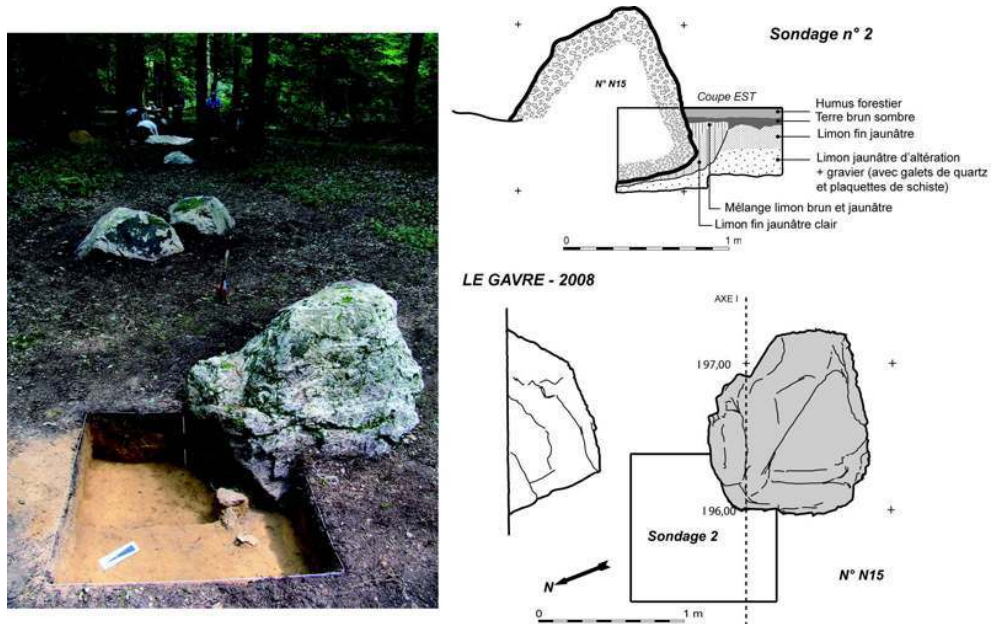 Sondage n° 2
N° N15
Coupe EST
Humus forestier
Terre brun sombre
Limon fin jaunâtre
Limon jaunâtre d'altération
+ gravier (avec galets de quartz
et plaquettes de schiste)
Mélange limon brun et jaunâtre
Limon fin jaunâtre clair
0 1 m
LE GAVRE - 2008
AXE I
197,00
196,00
Sondage 2
N
N° N15
0 1 m